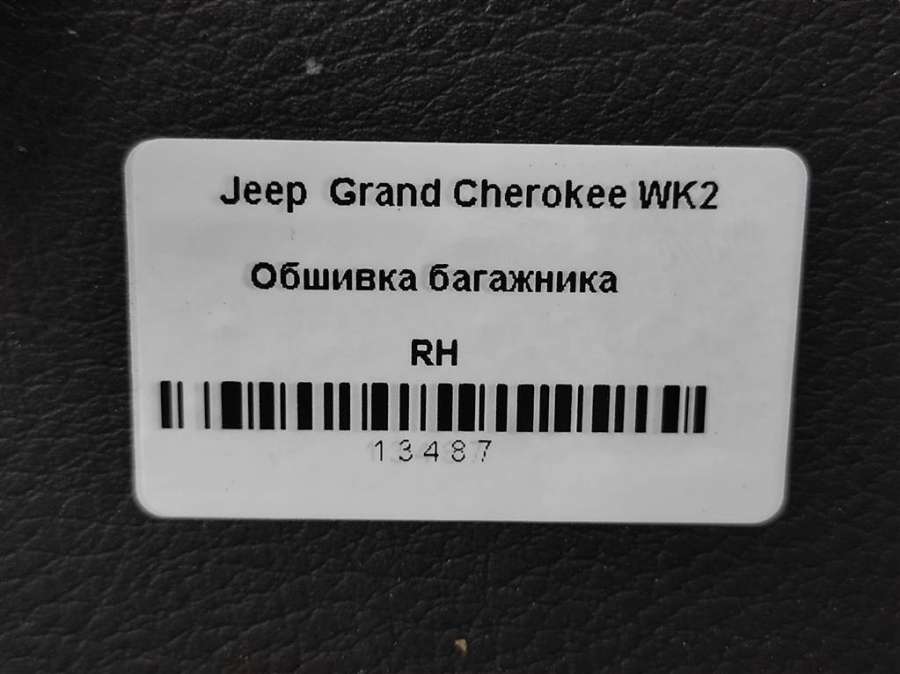 Jeep Grand Cherokee WK2
Обшивка багажника
RH
13487